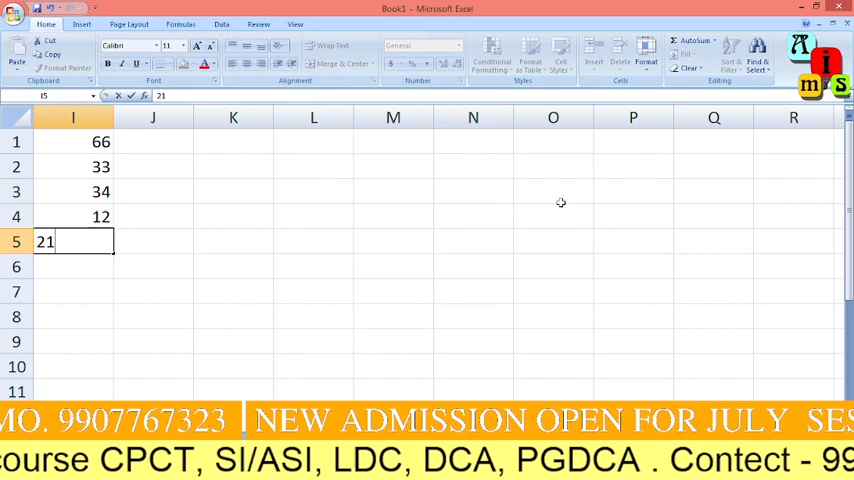 Book1 - Microsoft Excel
Home Insert Page Layout Formulas Data Review View
Cut
Copy
Format Painter
Paste
Clipboard
Calibri 11
B I U
Font
Wrap Text
Merge & Center
Alignment
General
Number
Conditional Formatting
Format as Table
Cell Styles
Styles
Insert Delete Format
Cells
AutoSum
Fill
Clear
Sort & Filter
Find & Select
Editing
A i m s
I5 fx 21
I J K L M N O P Q R
1 66
2 33
3 34
4 12
5 21
6
7
8
9
10
11
MO. 9907767323 NEW ADMISSION OPEN FOR JULY SES
course CPCT, SI/ASI, LDC, DCA, PGDCA . Contect - 99